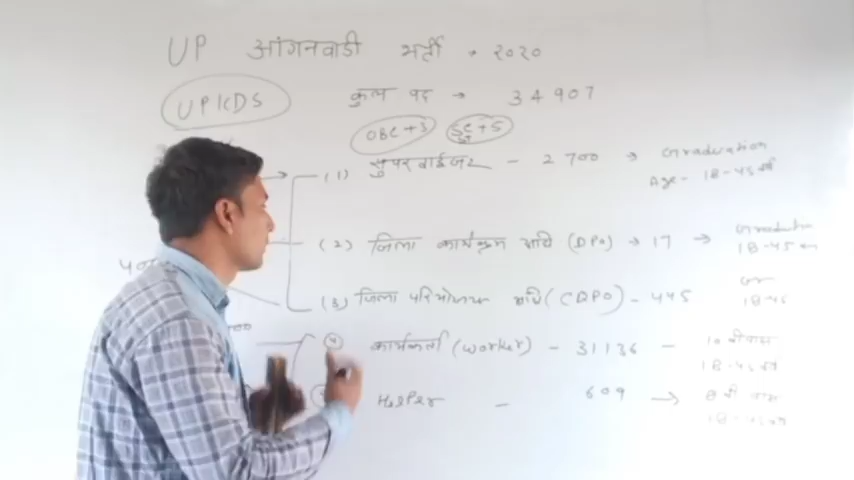 UP आंगनवाडी भर्ती - २०२०
UPICDS
कुल पद → 34907
OBC+3 SC ST +5
(1) सुपरवाईजर - 2700 → Graduation
Age - 18-45 वर्ष
(2) जिला कार्यक्रम अधि (DPO) → 17 →
18-45
(3) जिला परियोजना अधि (CDPO) - 445
18-45
(4) कार्यकर्ता (worker) - 31136 - 10 वी पास
18-45 वर्ष
Helper - 609 → 8 वी पास
18-45 वर्ष